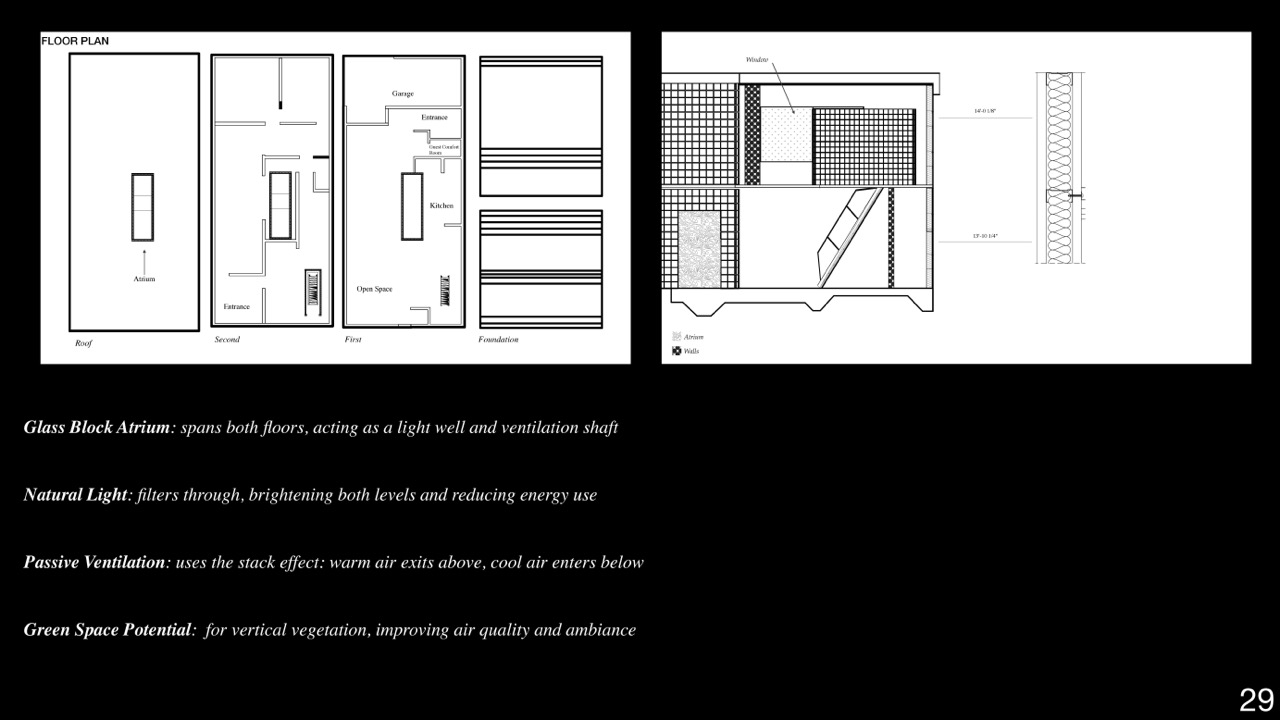 FLOOR PLAN
Garage
Entrance
Guest Comfort
Room
Kitchen
Atrium
Open Space
Entrance
Roof
Second
First
Foundation
Window
14'-0 1/8"
13'-10 1/4"
Atrium
Walls
Glass Block Atrium: spans both floors, acting as a light well and ventilation shaft
Natural Light: filters through, brightening both levels and reducing energy use
Passive Ventilation: uses the stack effect: warm air exits above, cool air enters below
Green Space Potential: for vertical vegetation, improving air quality and ambiance
29